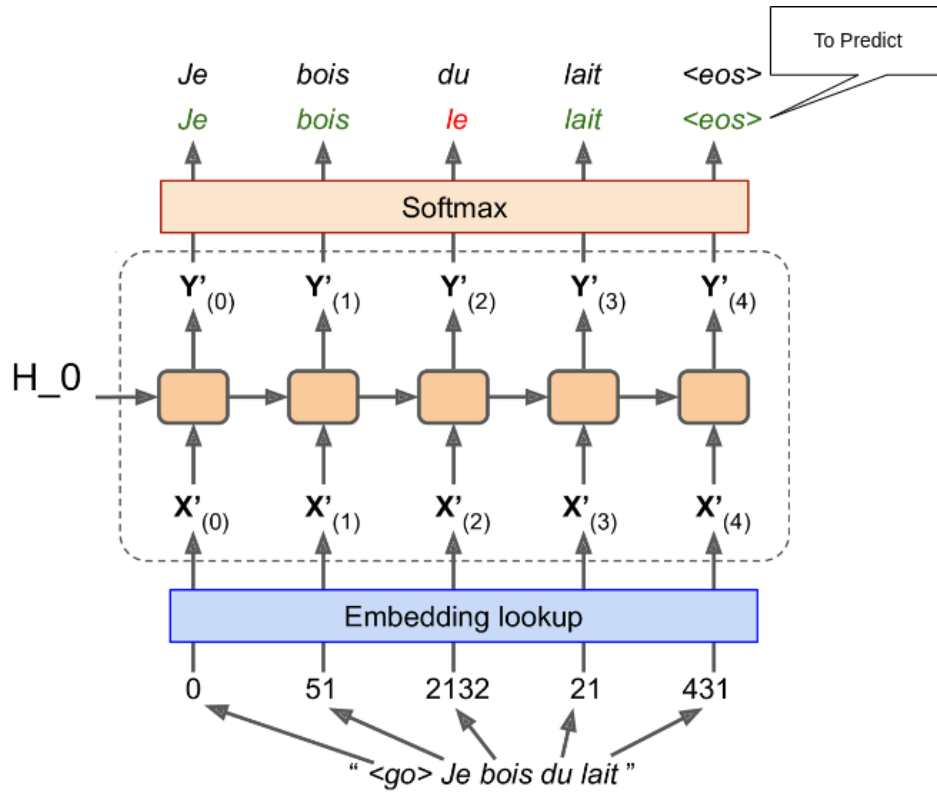 To Predict
Je bois du lait <eos>
Je bois le lait <eos>
Softmax
Y’(0) Y’(1) Y’(2) Y’(3) Y’(4)
H_0
X’(0) X’(1) X’(2) X’(3) X’(4)
Embedding lookup
0 51 2132 21 431
“ <go> Je bois du lait ”